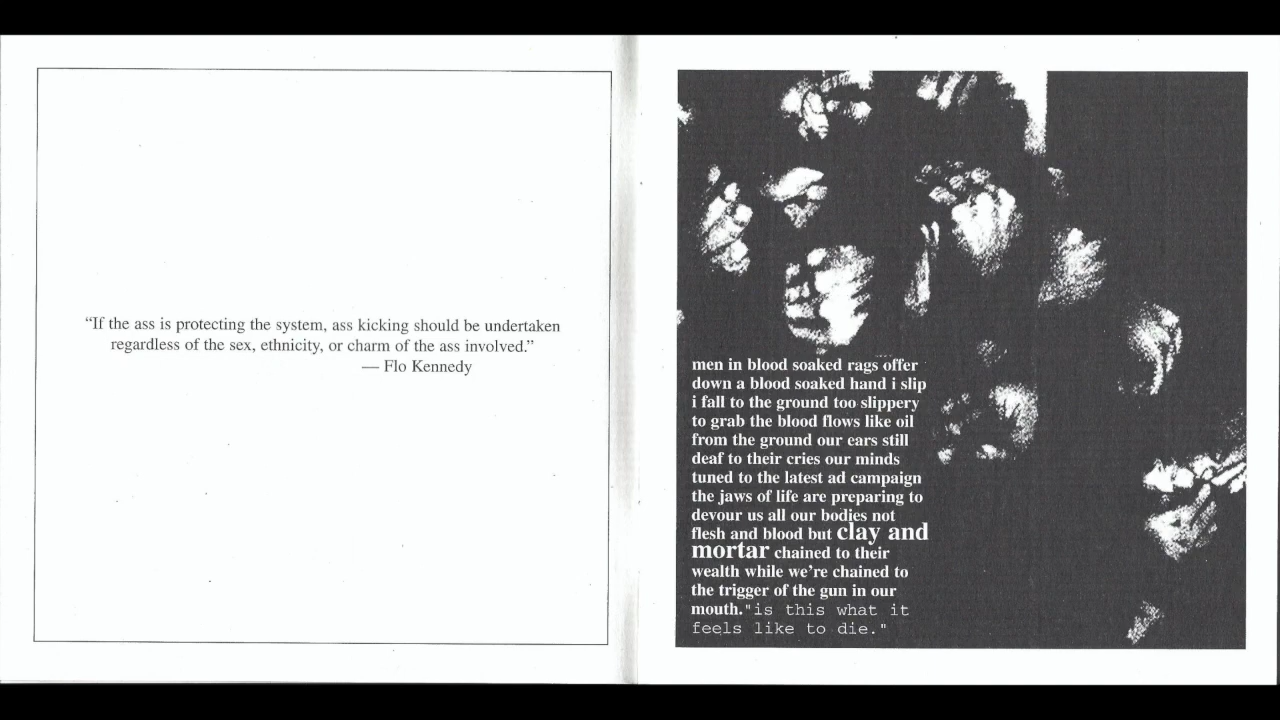 “If the ass is protecting the system, ass kicking should be undertaken
regardless of the sex, ethnicity, or charm of the ass involved.”
— Flo Kennedy
men in blood soaked rags offer
down a blood soaked hand i slip
i fall to the ground too slippery
to grab the blood flows like oil
from the ground our ears still
deaf to their cries our minds
tuned to the latest ad campaign
the jaws of life are preparing to
devour us all our bodies not
flesh and blood but clay and
mortar chained to their
wealth while we’re chained to
the trigger of the gun in our
mouth."is this what it
feels like to die."